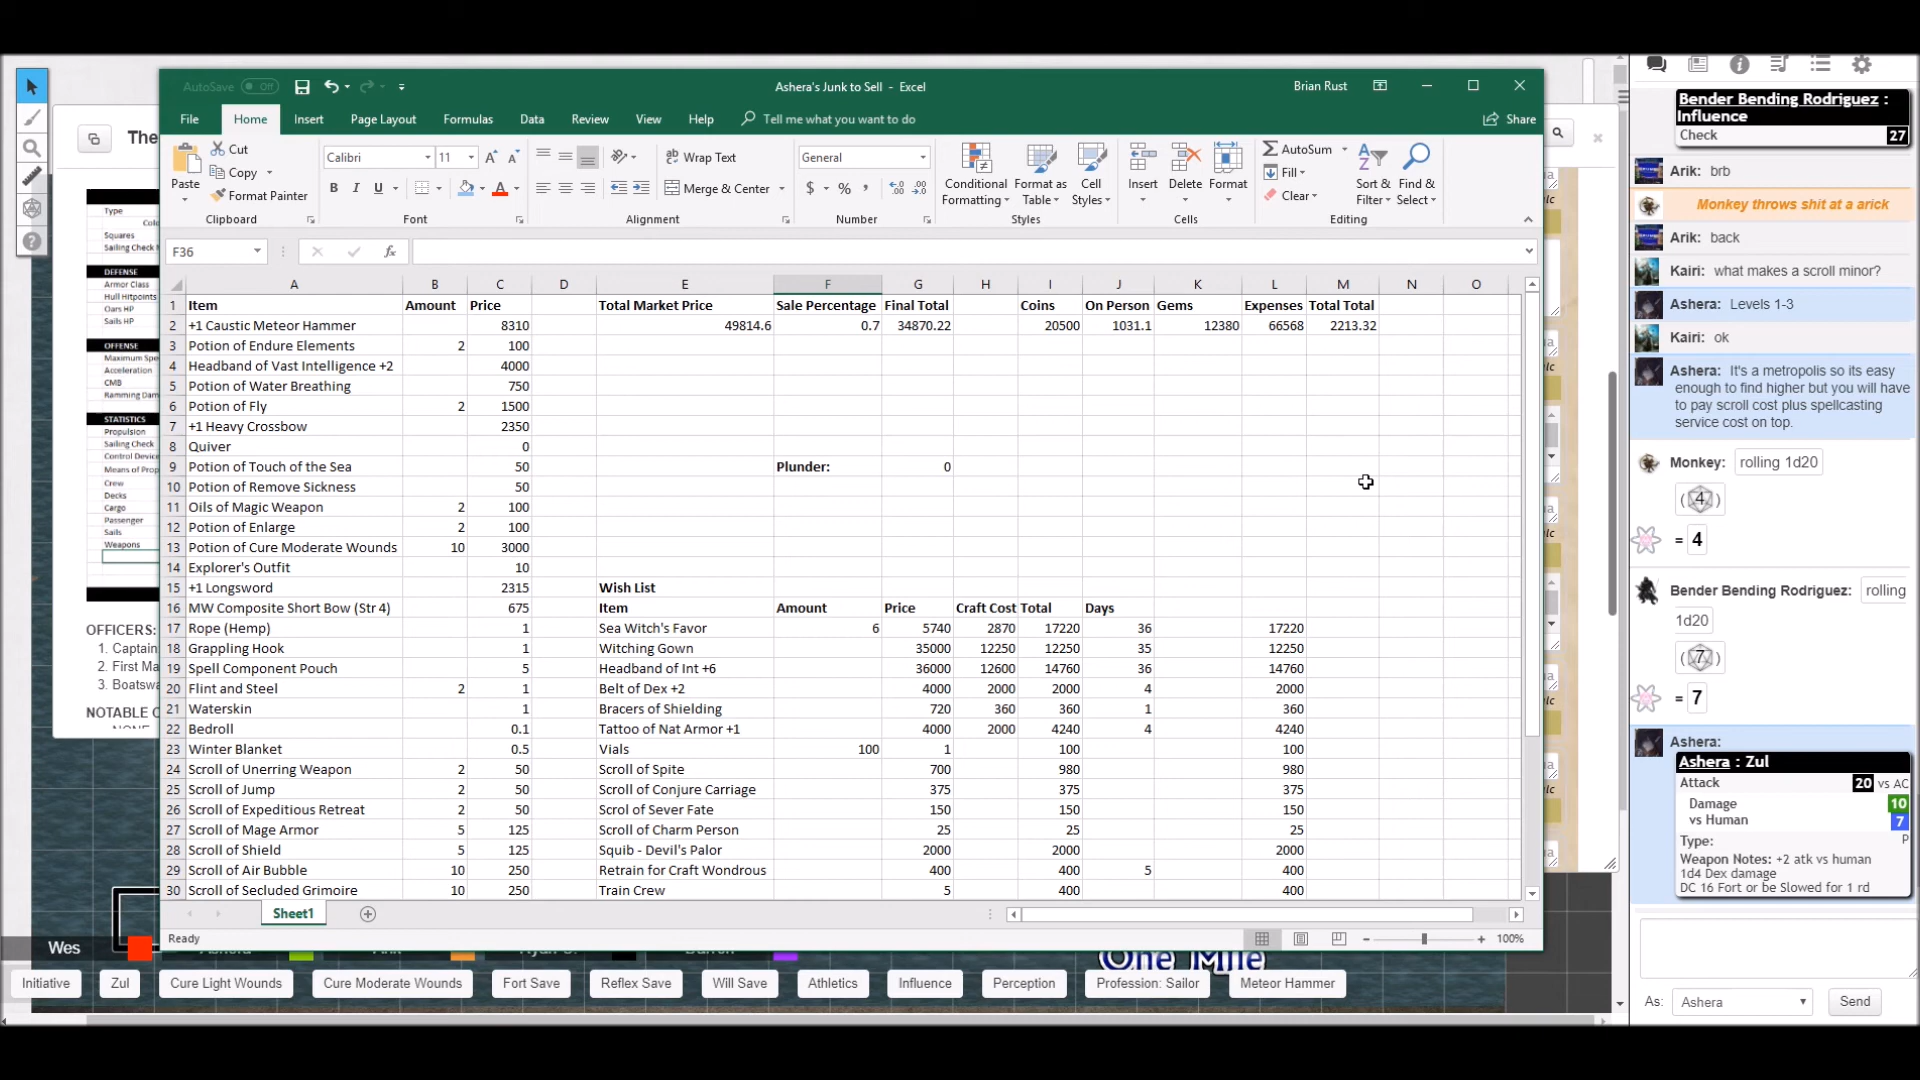 AutoSave Off
Ashera's Junk to Sell - Excel
Brian Rust
File Home Insert Page Layout Formulas Data Review View Help Tell me what you want to do Share
Paste
Cut
Copy
Format Painter
Calibri 11
Wrap Text
Merge & Center
General
Conditional Formatting
Format as Table
Cell Styles
Insert Delete Format
AutoSum
Fill
Clear
Sort & Filter
Find & Select
Clipboard Font Alignment Number Styles Cells Editing
F36
A B C D E F G H I J K L M N O
1 Item Amount Price Total Market Price Sale Percentage Final Total Coins On Person Gems Expenses Total Total
2 +1 Caustic Meteor Hammer 8310 49814.6 0.7 34870.22 20500 1031.1 12380 66568 2213.32
3 Potion of Endure Elements 2 100
4 Headband of Vast Intelligence +2 4000
5 Potion of Water Breathing 750
6 Potion of Fly 2 1500
7 +1 Heavy Crossbow 2350
8 Quiver 0
9 Potion of Touch of the Sea 50 Plunder: 0
10 Potion of Remove Sickness 50
11 Oils of Magic Weapon 2 100
12 Potion of Enlarge 2 100
13 Potion of Cure Moderate Wounds 10 3000
14 Explorer's Outfit 10
15 +1 Longsword 2315 Wish List
16 MW Composite Short Bow (Str 4) 675 Item Amount Price Craft Cost Total Days
17 Rope (Hemp) 1 Sea Witch's Favor 6 5740 2870 17220 36 17220
18 Grappling Hook 1 Witching Gown 35000 12250 12250 35 12250
19 Spell Component Pouch 5 Headband of Int +6 36000 12600 14760 36 14760
20 Flint and Steel 2 1 Belt of Dex +2 4000 2000 2000 4 2000
21 Waterskin 1 Bracers of Shielding 720 360 360 1 360
22 Bedroll 0.1 Tattoo of Nat Armor +1 4000 2000 4240 4 4240
23 Winter Blanket 0.5 Vials 100 1 100 100
24 Scroll of Unerring Weapon 2 50 Scroll of Spite 700 980 980
25 Scroll of Jump 2 50 Scroll of Conjure Carriage 375 375 375
26 Scroll of Expeditious Retreat 2 50 Scrol of Sever Fate 150 150 150
27 Scroll of Mage Armor 5 125 Scroll of Charm Person 25 25 25
28 Scroll of Shield 5 125 Squib - Devil's Palor 2000 2000 2000
29 Scroll of Air Bubble 10 250 Retrain for Craft Wondrous 400 400 5 400
30 Scroll of Secluded Grimoire 10 250 Train Crew 5 400 400
Sheet1
Ready
100%
The
Type
Squares
DEFENSE
Armor Class
Hull Hitpoints
Oars HP
Sails HP
OFFENSE
Acceleration
CMB
STATISTICS
Propulsion
Sailing Check
Crew
Decks
Cargo
Passenger
Sails
Weapons
OFFICERS:
1. Captain
2. First Ma
3. Boatswa
Wes
One Mile
Initiative Zul Cure Light Wounds Cure Moderate Wounds Fort Save Reflex Save Will Save Athletics Influence Perception Profession: Sailor Meteor Hammer
Bender Bending Rodriguez :
Influence
Check 27
Arik: brb
Monkey throws shit at a arick
Arik: back
Kairi: what makes a scroll minor?
Ashera: Levels 1-3
Kairi: ok
Ashera: It's a metropolis so its easy
enough to find higher but you will have
to pay scroll cost plus spellcasting
service cost on top.
Monkey: rolling 1d20
(4)
= 4
Bender Bending Rodriguez: rolling
1d20
(7)
= 7
Ashera:
Ashera : Zul
Attack 20 vs AC
Damage 10
vs Human 7
Type: P
Weapon Notes: +2 atk vs human
1d4 Dex damage
DC 16 Fort or be Slowed for 1 rd
As: Ashera Send